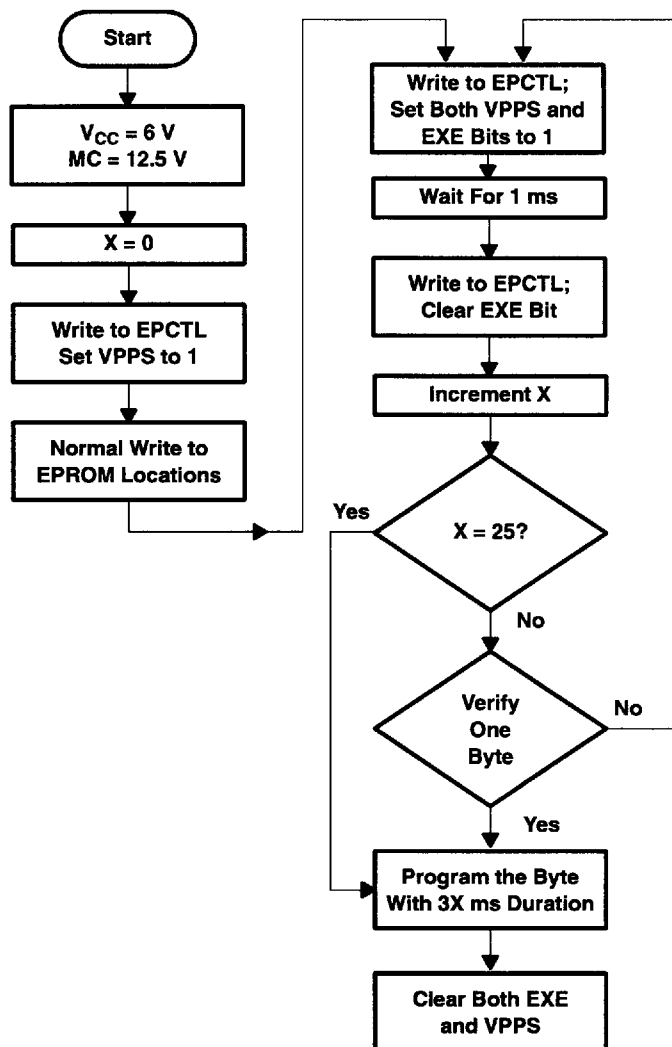 Start
VCC = 6 V
MC = 12.5 V
X = 0
Write to EPCTL
Set VPPS to 1
Normal Write to
EPROM Locations
Write to EPCTL;
Set Both VPPS and
EXE Bits to 1
Wait For 1 ms
Write to EPCTL;
Clear EXE Bit
Increment X
Yes
X = 25?
No
Verify
One
Byte
No
Yes
Program the Byte
With 3X ms Duration
Clear Both EXE
and VPPS